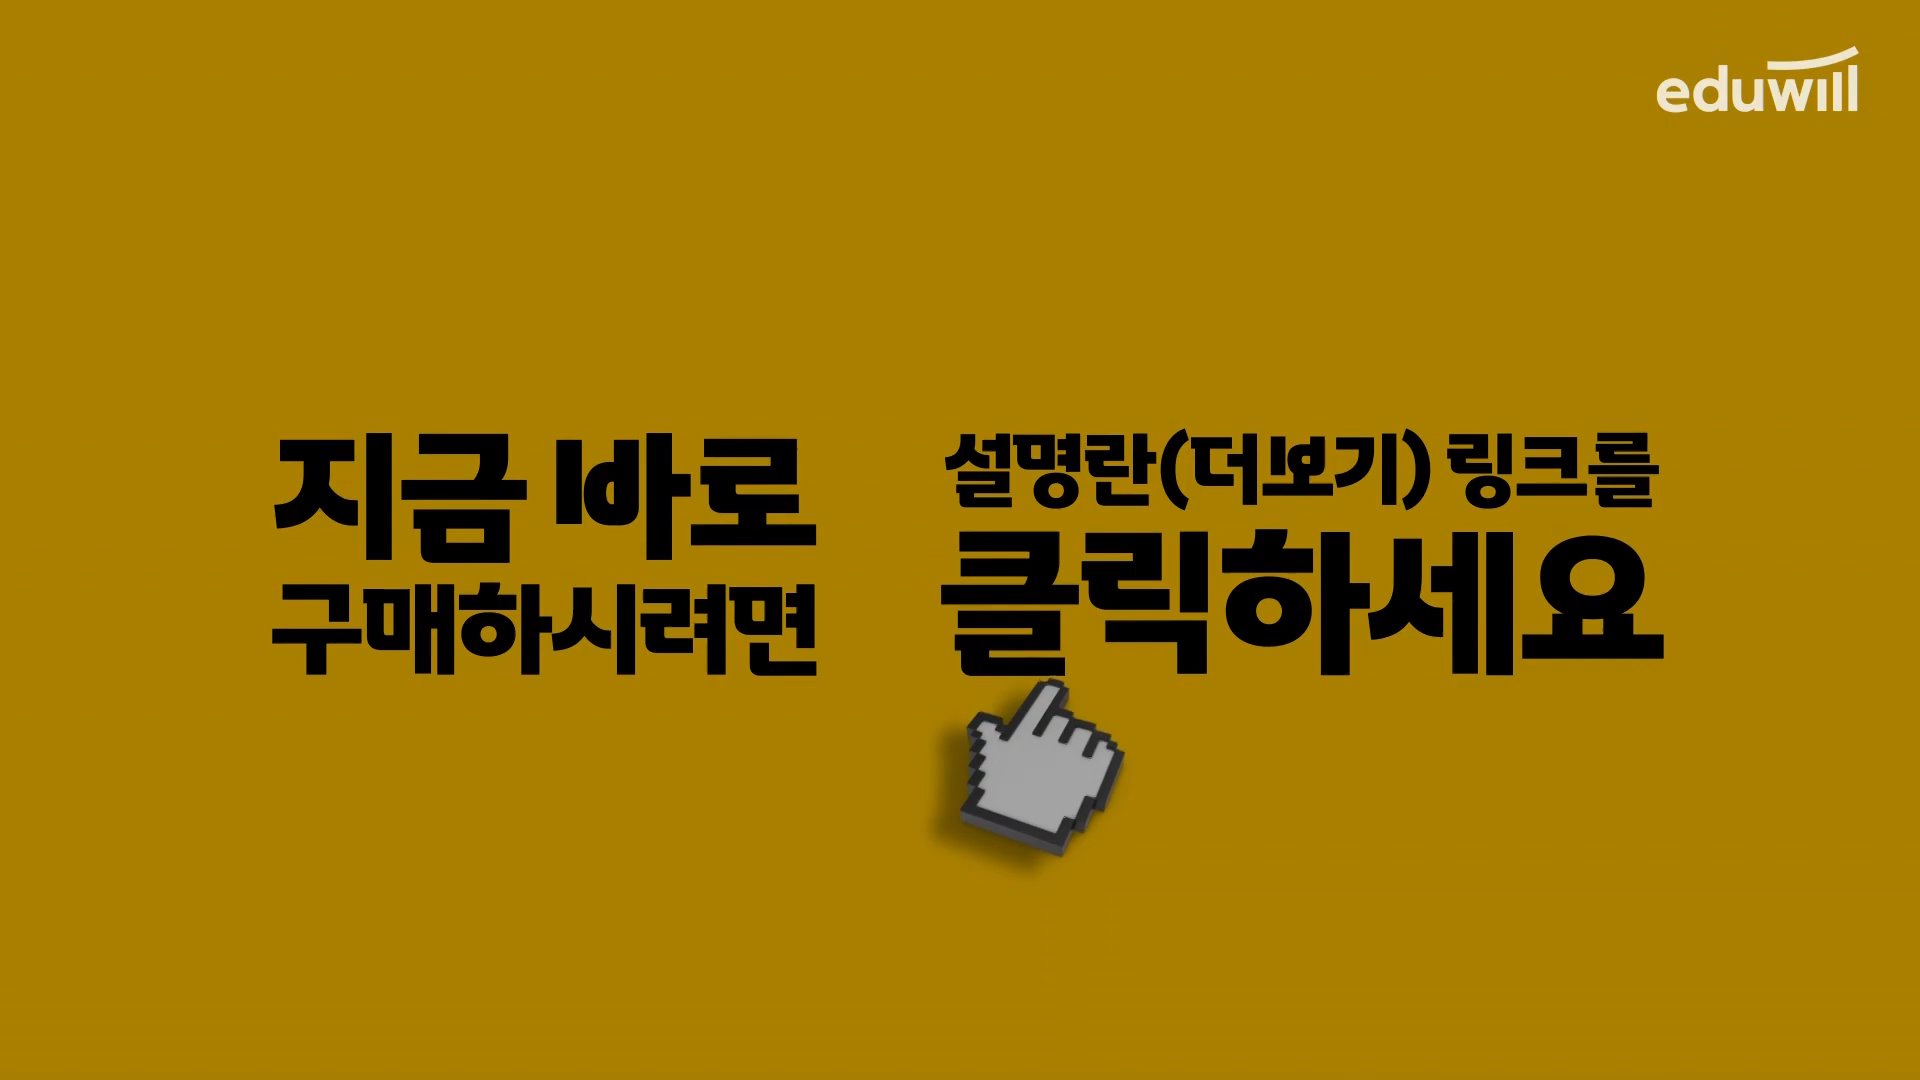 eduwill
지금 바로
구매하시려면
설명란(더보기) 링크를
클릭하세요